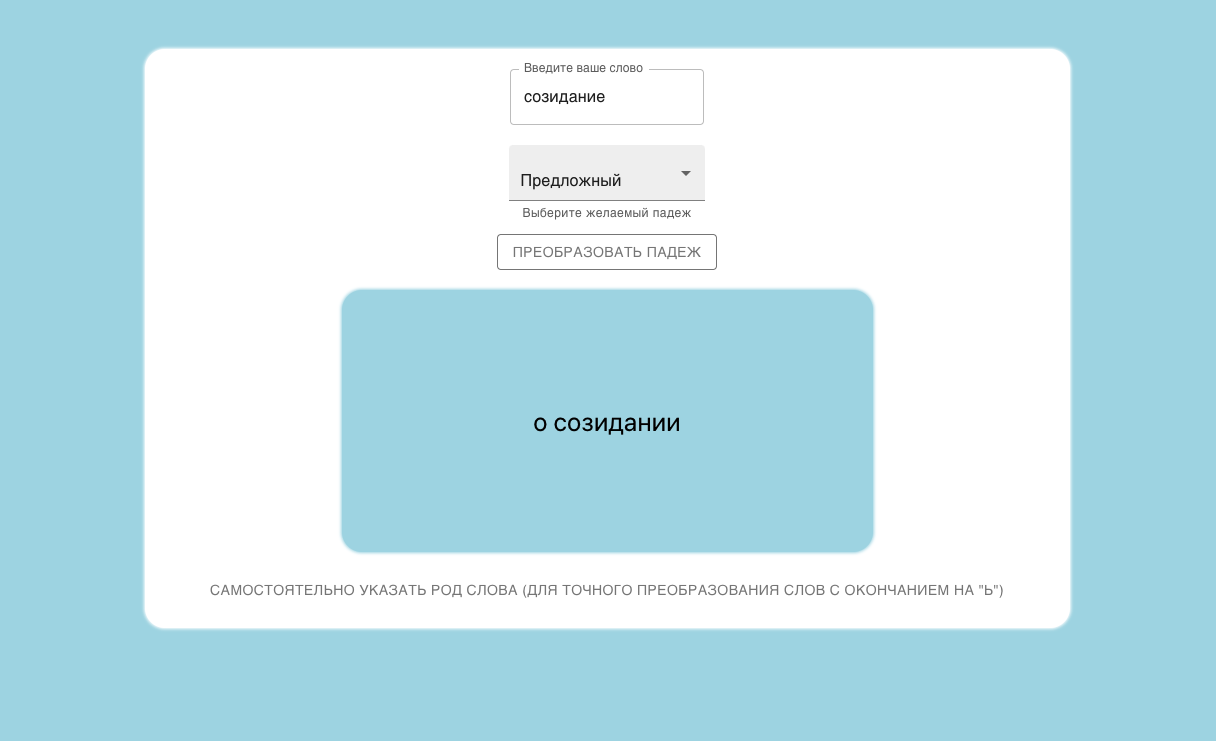 Введите ваше слово
созидание
Предложный
Выберите желаемый падеж
ПРЕОБРАЗОВАТЬ ПАДЕЖ
о созидании
САМОСТОЯТЕЛЬНО УКАЗАТЬ РОД СЛОВА (ДЛЯ ТОЧНОГО ПРЕОБРАЗОВАНИЯ СЛОВ С ОКОНЧАНИЕМ НА "Ь")